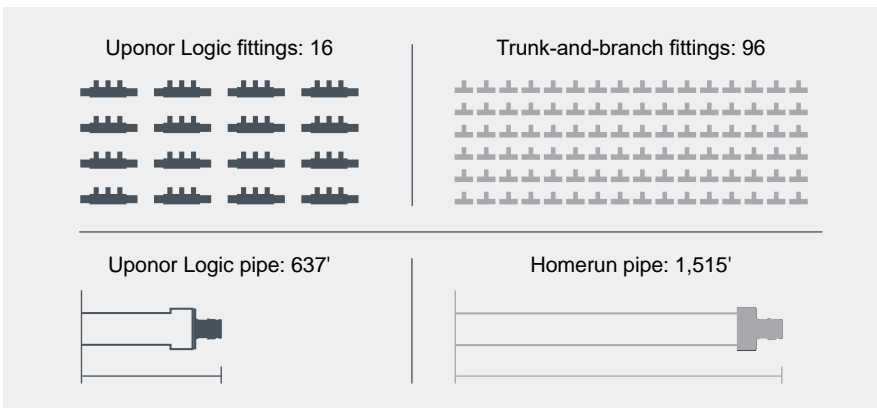 Uponor Logic fittings: 16
Trunk-and-branch fittings: 96
Uponor Logic pipe: 637'
Homerun pipe: 1,515'